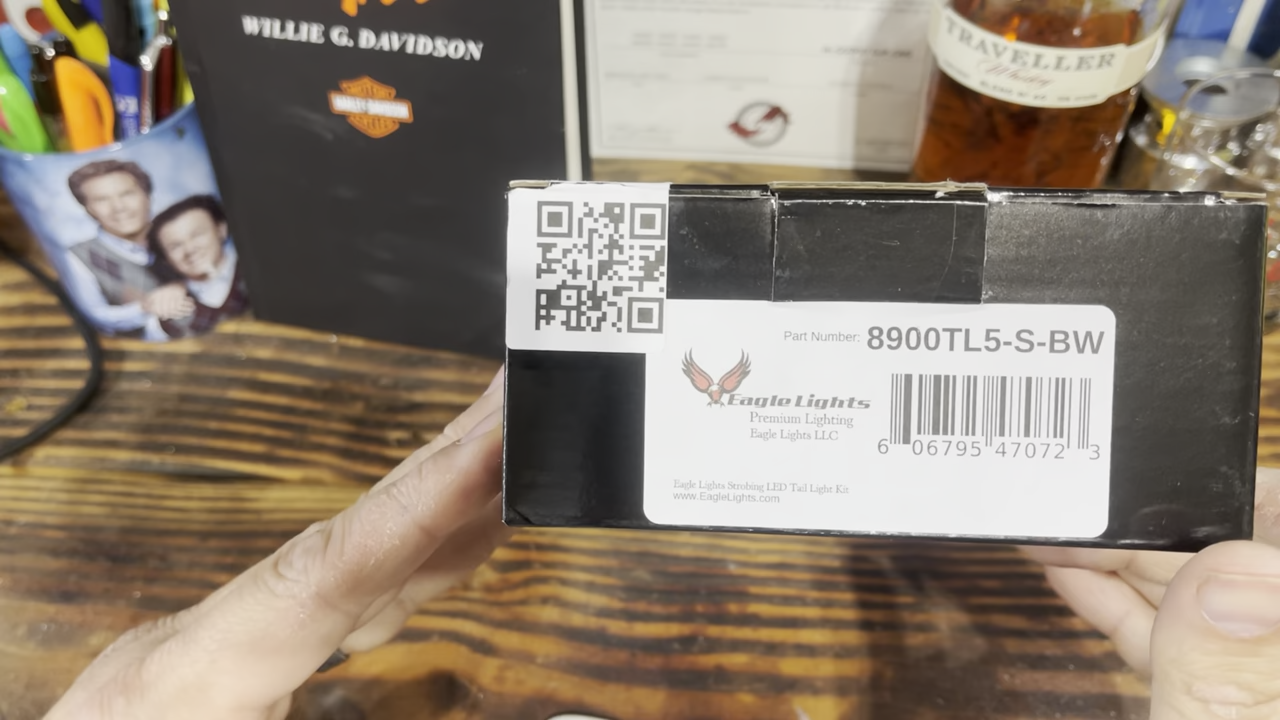 WILLIE G. DAVIDSON
HARLEY-DAVIDSON
TRAVELLER
Whiskey
Part Number: 8900TL5-S-BW
Eagle Lights
Premium Lighting
Eagle Lights LLC
6 06795 47072 3
Eagle Lights Strobing LED Tail Light Kit
www.EagleLights.com